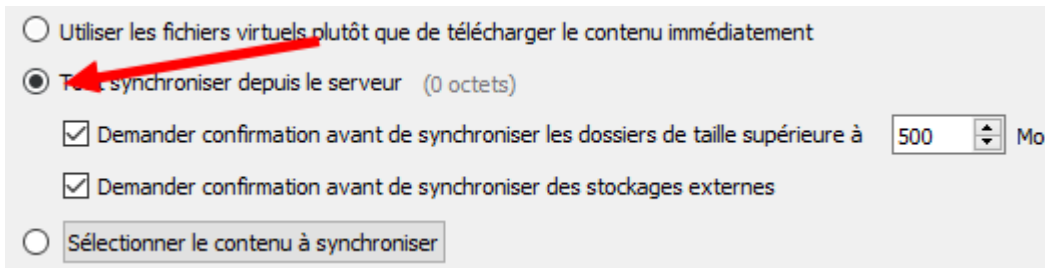 Utiliser les fichiers virtuels plutôt que de télécharger le contenu immédiatement
Tout synchroniser depuis le serveur (0 octets)
Demander confirmation avant de synchroniser les dossiers de taille supérieure à 500 Mo
Demander confirmation avant de synchroniser des stockages externes
Sélectionner le contenu à synchroniser